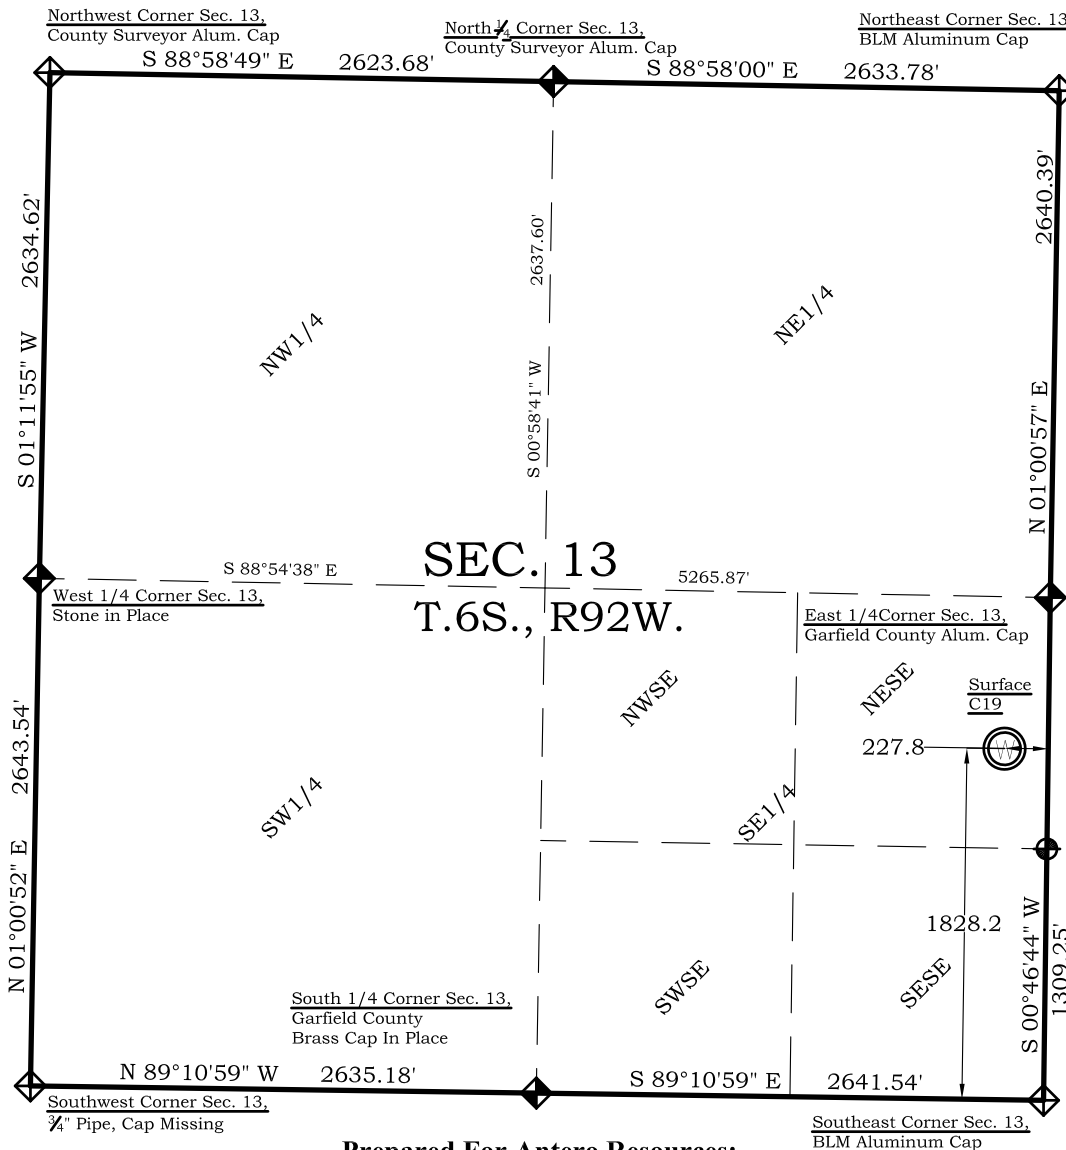 Northwest Corner Sec. 13,
County Surveyor Alum. Cap
North 1/4 Corner Sec. 13,
County Surveyor Alum. Cap
Northeast Corner Sec. 13
BLM Aluminum Cap
S 88°58'49" E 2623.68'
S 88°58'00" E 2633.78'
2634.62'
S 01°11'55" W
2637.60'
S 00°58'41" W
2640.39'
N 01°00'57" E
NW1/4
NE1/4
SEC. 13
T.6S., R92W.
S 88°54'38" E
5265.87'
West 1/4 Corner Sec. 13,
Stone in Place
East 1/4Corner Sec. 13,
Garfield County Alum. Cap
NWSE
NESE
Surface
C19
W
227.8
2643.54'
N 01°00'52" E
SW1/4
SE1/4
1828.2
S 00°46'44" W
1309.25'
SWSE
SESE
South 1/4 Corner Sec. 13,
Garfield County
Brass Cap In Place
N 89°10'59" W 2635.18'
S 89°10'59" E 2641.54'
Southwest Corner Sec. 13,
3/4" Pipe, Cap Missing
Southeast Corner Sec. 13,
BLM Aluminum Cap
Prepared For Antero Resources: